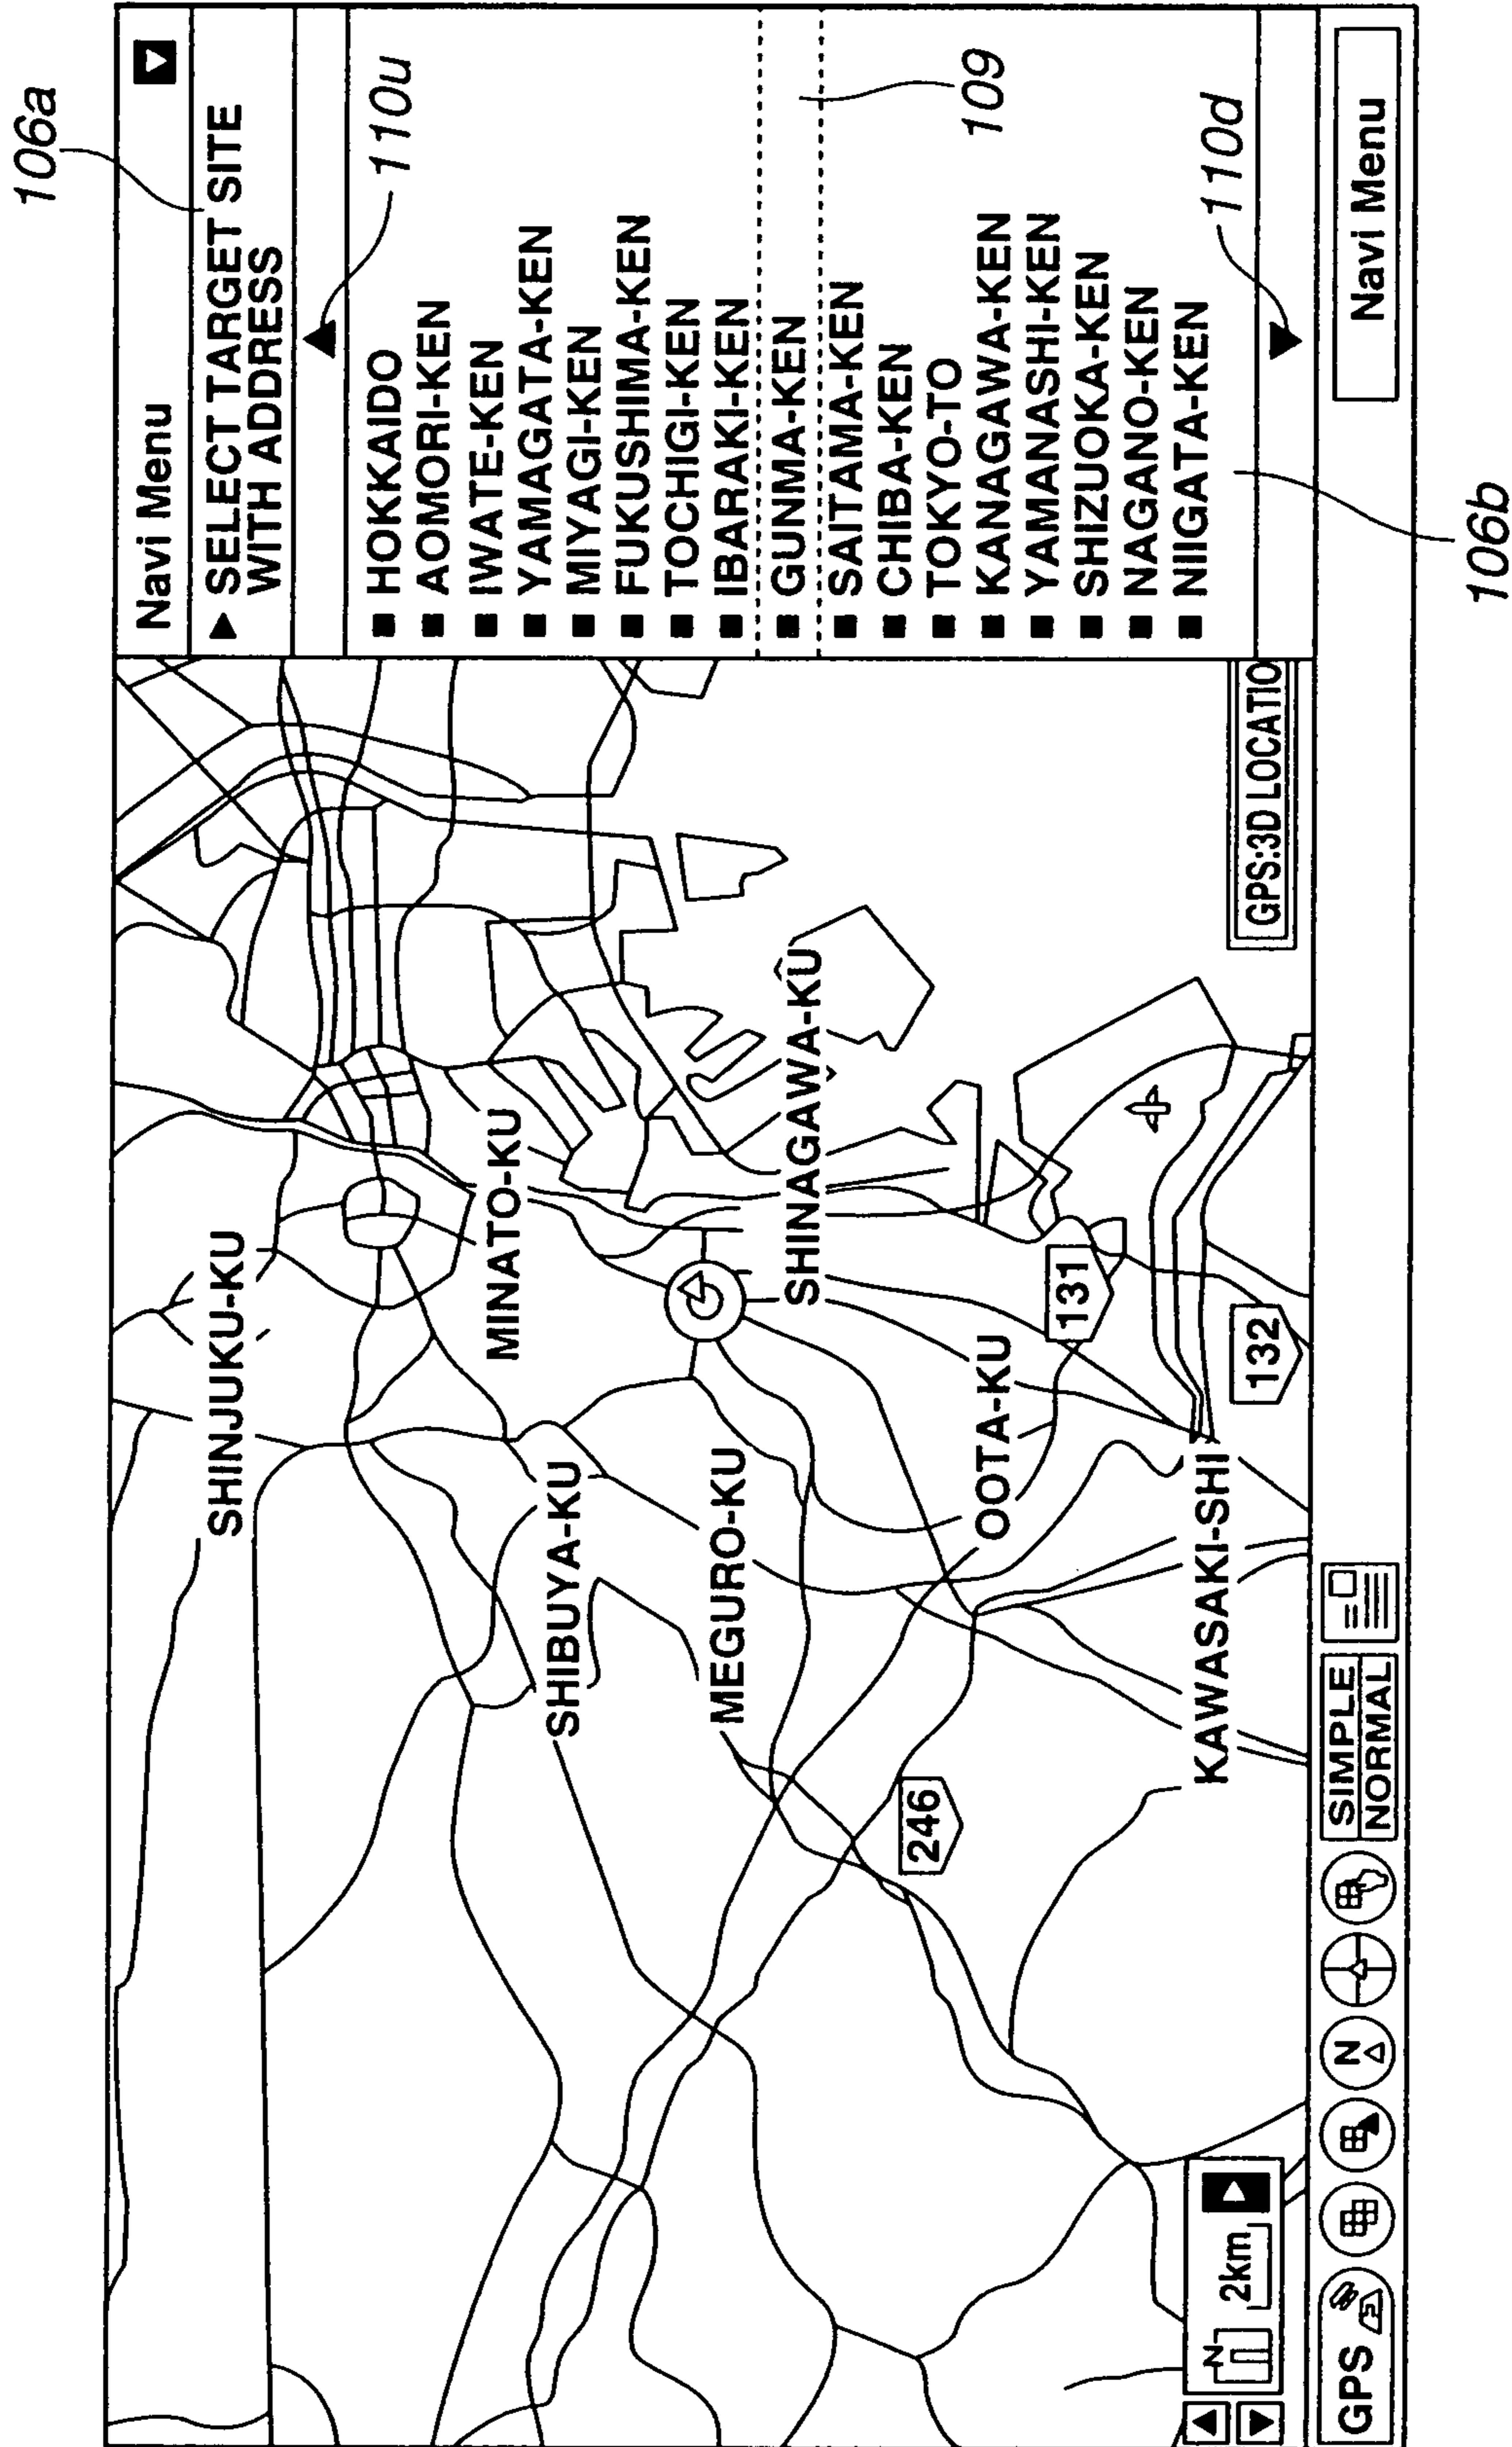 106a
Navi Menu
SELECT TARGET SITE
WITH ADDRESS
110u
HOKKAIDO
AOMORI-KEN
IWATE-KEN
YAMAGATA-KEN
MIYAGI-KEN
FUKUSHIMA-KEN
TOCHIGI-KEN
IBARAKI-KEN
GUNMA-KEN
109
SAITAMA-KEN
CHIBA-KEN
TOKYO-TO
KANAGAWA-KEN
YAMANASHI-KEN
SHIZUOKA-KEN
NAGANO-KEN
NIIGATA-KEN
110d
106b
SHINJUKU-KU
MINATO-KU
SHIBUYA-KU
MEGURO-KU
SHINAGAWA-KU
246
OOTA-KU
131
KAWASAKI-SHI
132
GPS:3D LOCATIO
N 2km
GPS
N
SIMPLE
NORMAL
Navi Menu